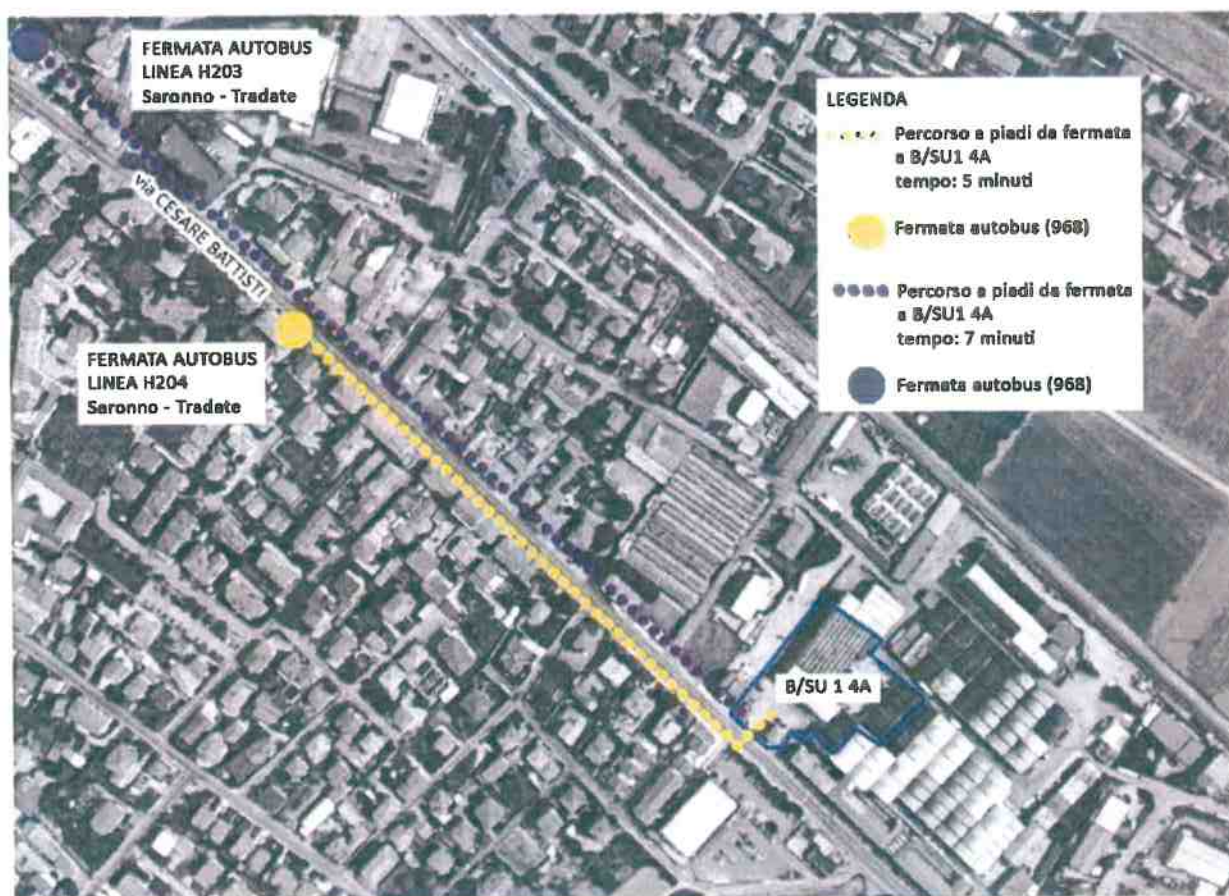 FERMATA AUTOBUS
LINEA H203
Saronno - Tradate
via CESARE BATTISTI
FERMATA AUTOBUS
LINEA H204
Saronno - Tradate
LEGENDA
Percorso a piadi da fermata
a B/SU1 4A
tempo: 5 minuti
Fermata autobus (968)
Percorso a piadi da fermata
a B/SU1 4A
tempo: 7 minuti
Fermata autobus (968)
B/SU 1 4A